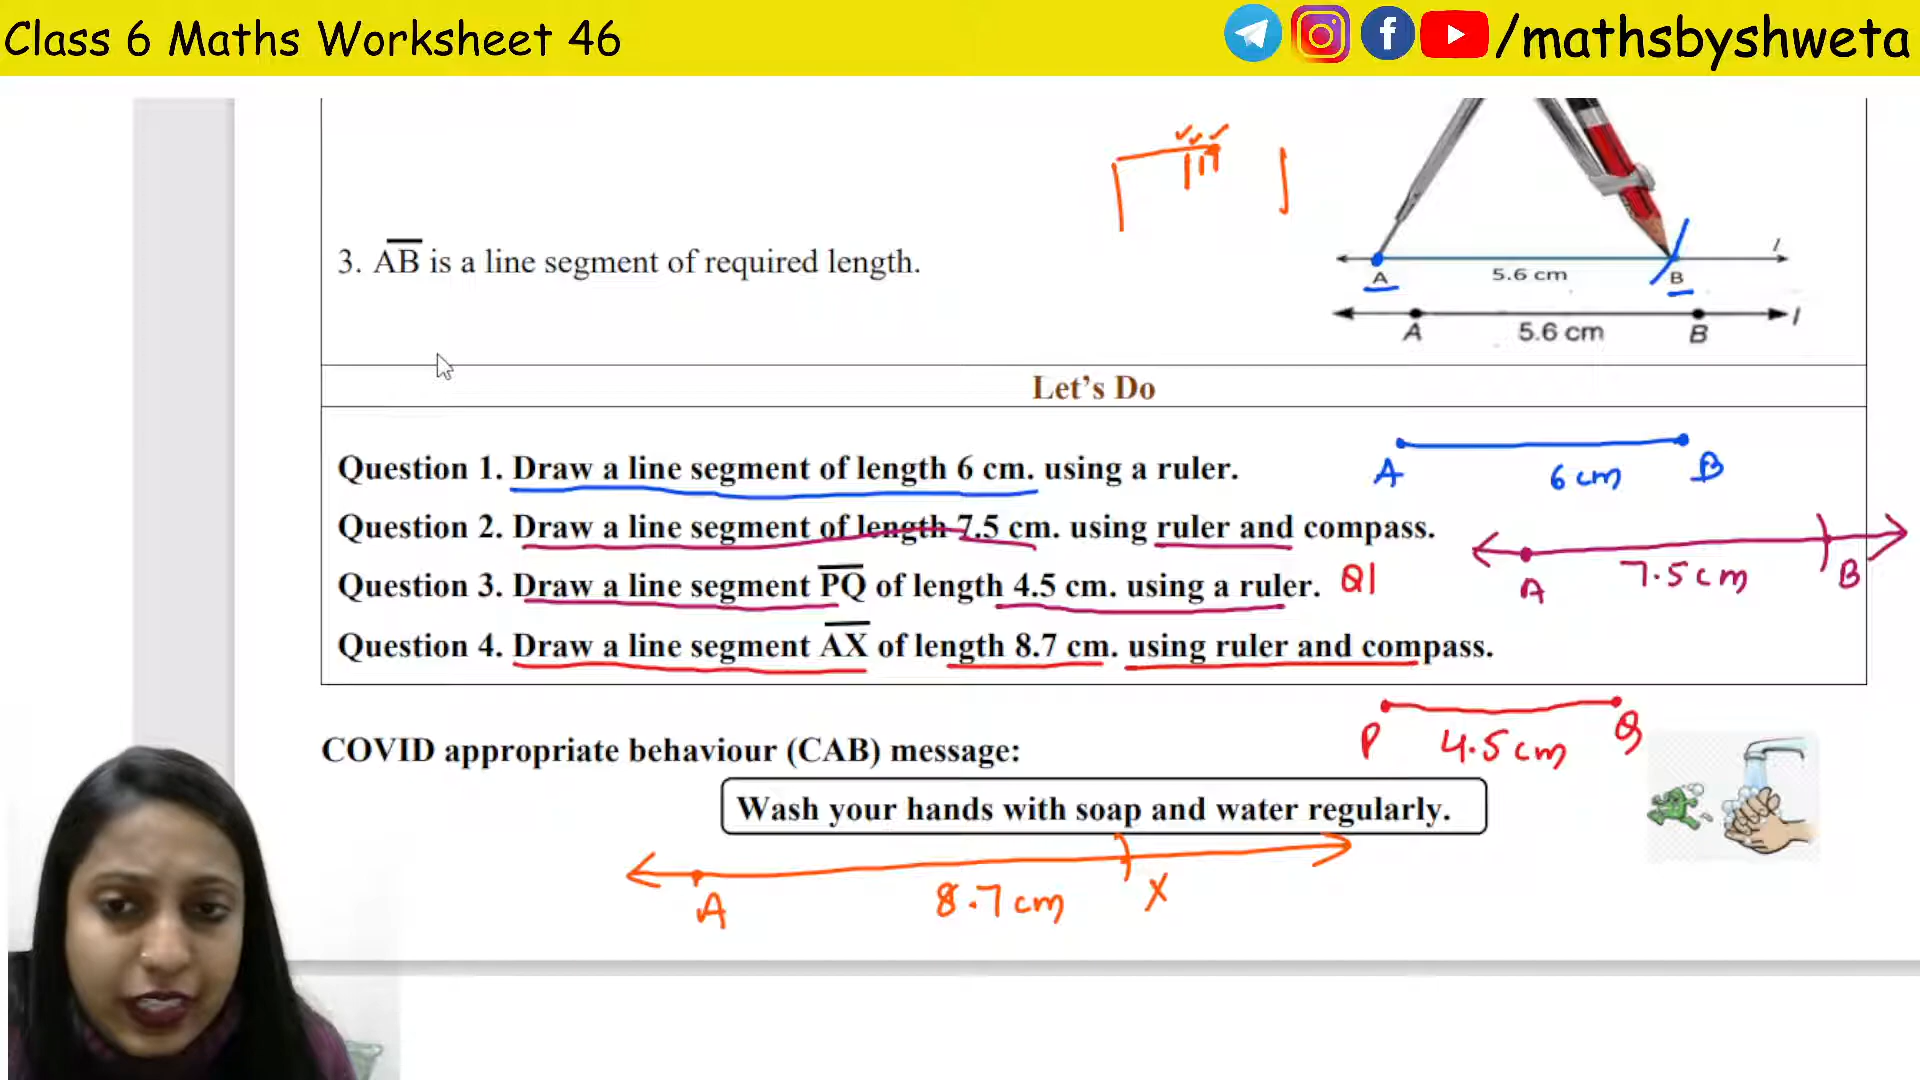 Class 6 Maths Worksheet 46
/mathsbyshweta
3. AB is a line segment of required length.
l
A 5.6 cm B
A 5.6 cm B l
Let's Do
Question 1. Draw a line segment of length 6 cm. using a ruler.
A 6 cm B
Question 2. Draw a line segment of length 7.5 cm. using ruler and compass.
A 7.5 cm B
Question 3. Draw a line segment PQ of length 4.5 cm. using a ruler. Q1
Question 4. Draw a line segment AX of length 8.7 cm. using ruler and compass.
P 4.5 cm Q
COVID appropriate behaviour (CAB) message:
Wash your hands with soap and water regularly.
A 8.7 cm X